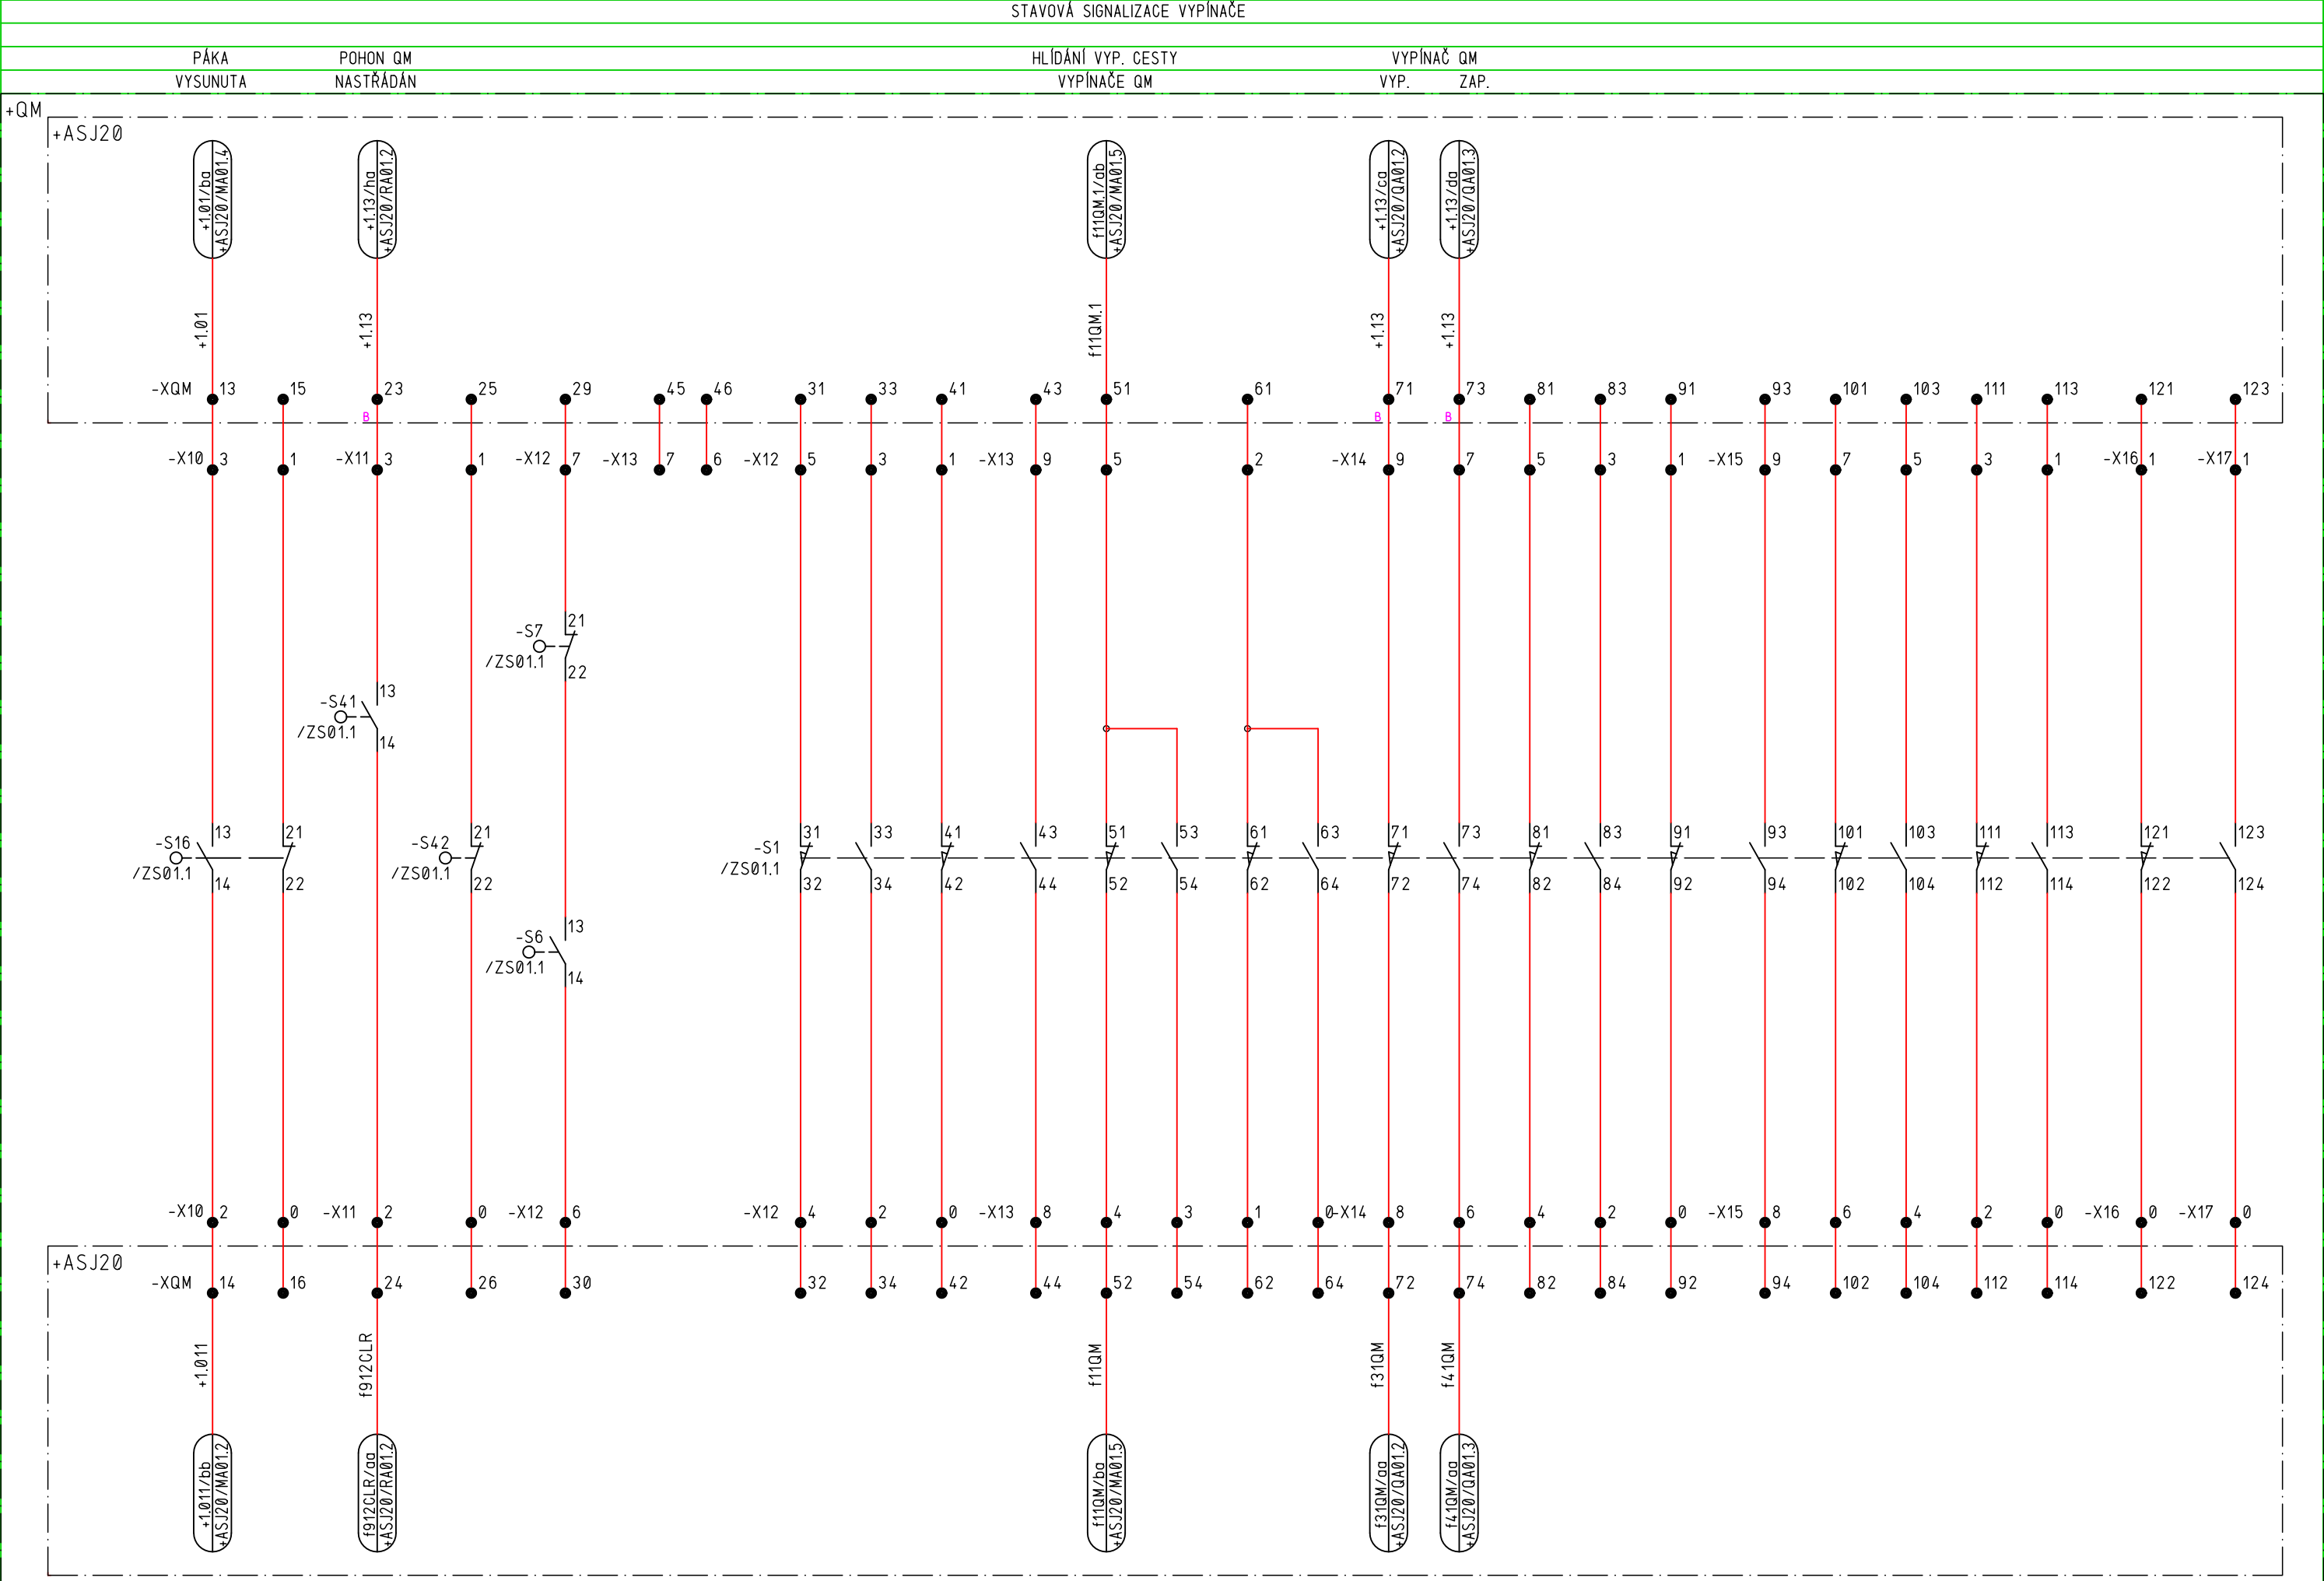 STAVOVÁ SIGNALIZACE VYPÍNAČE
PÁKA POHON QM HLÍDÁNÍ VYP. CESTY VYPÍNAČ QM
VYSUNUTA NASTŘÁDÁN VYPÍNAČE QM VYP. ZAP.
+QM
+ASJ20
+1.01/ba
+ASJ20/MA01.4
+1.13/ha
+ASJ20/RA01.2
f11QM.1/ab
+ASJ20/MA01.5
+1.13/ca
+ASJ20/QA01.2
+1.13/da
+ASJ20/QA01.3
+1.01 +1.13 f11QM.1 +1.13 +1.13
-XQM 13 15 23 25 29 45 46 31 33 41 43 51 61 71 73 81 83 91 93 101 103 111 113 121 123
B B B
-X10 3 1 -X11 3 1 -X12 7 -X13 7 6 -X12 5 3 1 -X13 9 5 2 -X14 9 7 5 3 1 -X15 9 7 5 3 1 -X16 1 -X17 1
21
-S7
/ZS01.1
22
13
-S41
/ZS01.1
14
13 21 21 31 33 41 43 51 53 61 63 71 73 81 83 91 93 101 103 111 113 121 123
-S16 -S42 -S1
/ZS01.1 /ZS01.1 /ZS01.1
14 22 22 32 34 42 44 52 54 62 64 72 74 82 84 92 94 102 104 112 114 122 124
13
-S6
/ZS01.1
14
-X10 2 0 -X11 2 0 -X12 6 -X12 4 2 0 -X13 8 4 3 1 0 -X14 8 6 4 2 0 -X15 8 6 4 2 0 -X16 0 -X17 0
+ASJ20
-XQM 14 16 24 26 30 32 34 42 44 52 54 62 64 72 74 82 84 92 94 102 104 112 114 122 124
+1.011 f912CLR f11QM f31QM f41QM
+1.011/bb
+ASJ20/MA01.2
f912CLR/aa
+ASJ20/RA01.2
f11QM/ba
+ASJ20/MA01.5
f31QM/aa
+ASJ20/QA01.2
f41QM/aa
+ASJ20/QA01.3